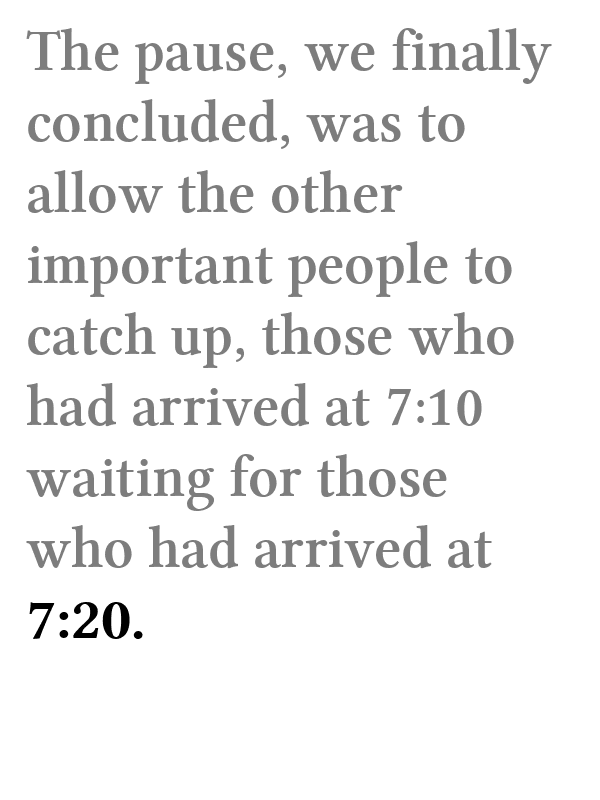 The pause, we finally
concluded, was to
allow the other
important people to
catch up, those who
had arrived at 7:10
waiting for those
who had arrived at
7:20.